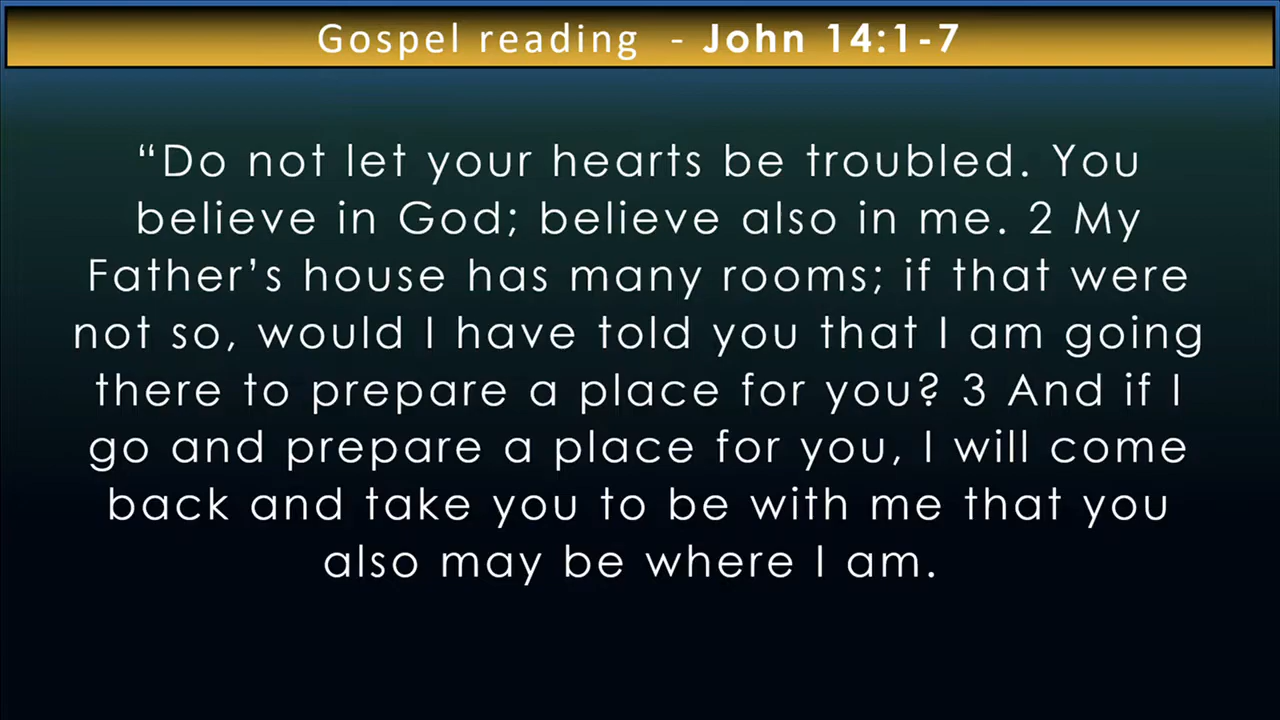 Gospel reading - John 14:1-7
“Do not let your hearts be troubled. You
believe in God; believe also in me. 2 My
Father’s house has many rooms; if that were
not so, would I have told you that I am going
there to prepare a place for you? 3 And if I
go and prepare a place for you, I will come
back and take you to be with me that you
also may be where I am.